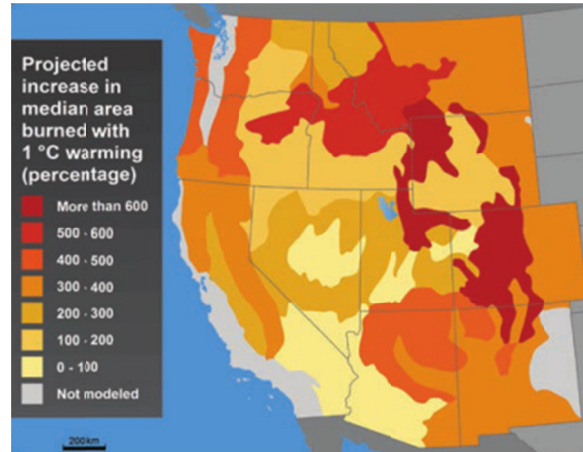 Projected
increase in
median area
burned with
1 °C warming
(percentage)
More than 600
500 - 600
400 - 500
300 - 400
200 - 300
100 - 200
0 - 100
Not modeled
200km